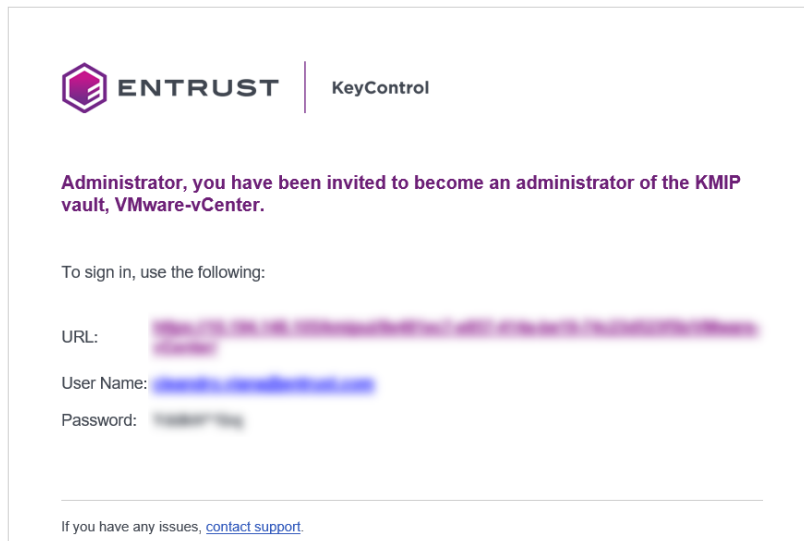 ENTRUST
KeyControl
Administrator, you have been invited to become an administrator of the KMIP
vault, VMware-vCenter.
To sign in, use the following:
URL:
User Name:
Password:
If you have any issues, contact support.